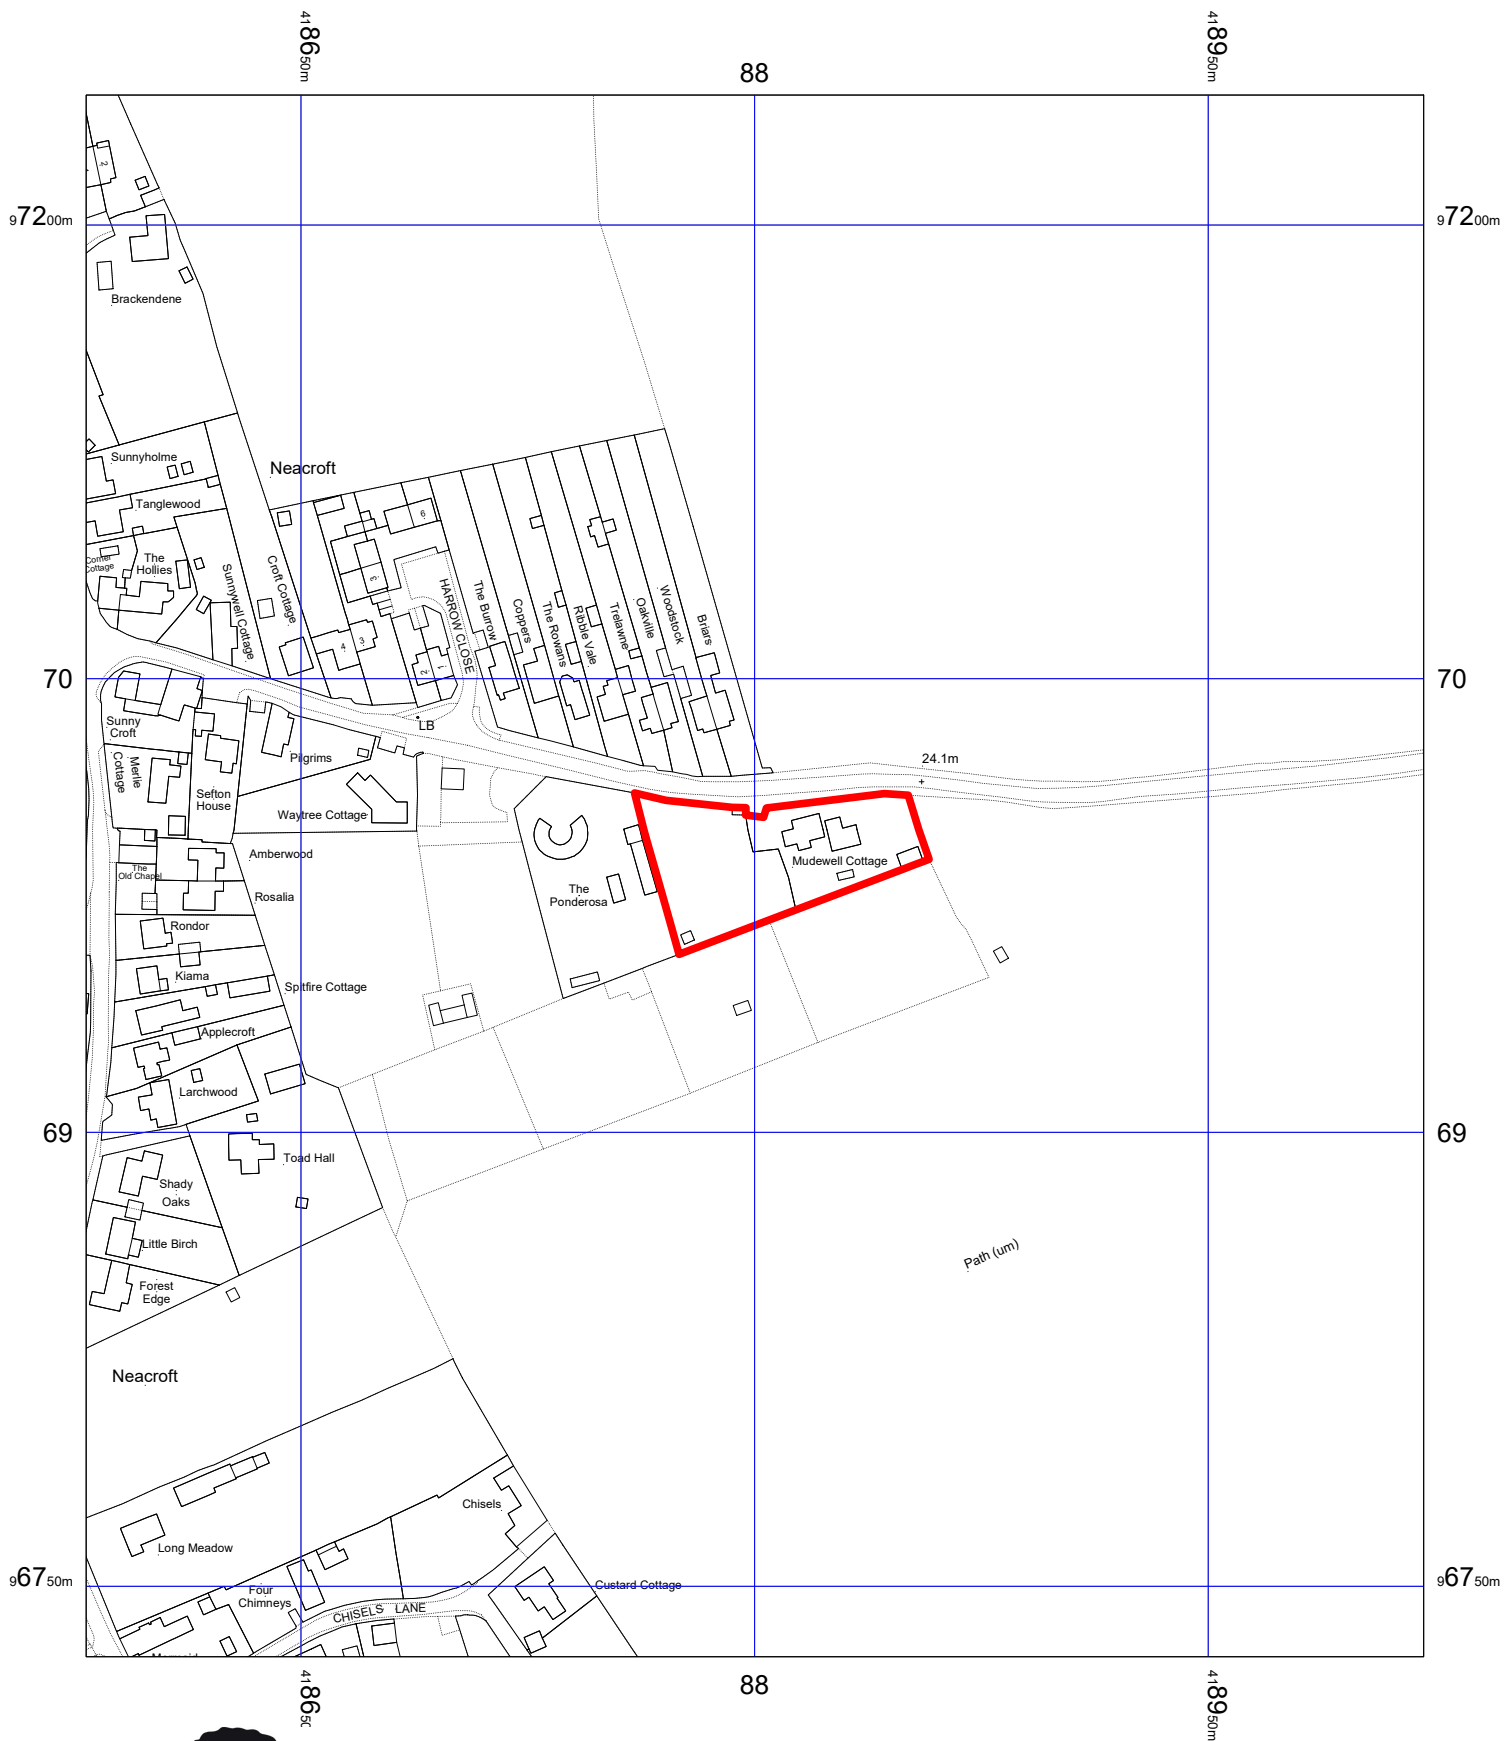 418650m
88
418950m
97200m
97200m
2
Brackendene
Sunnyholme
Neacroft
Tanglewood
6
Corner
Cottage
The
Hollies
3
Sunnywell Cottage
Croft Cottage
HARROW CLOSE
The Burrow
Coppers
The Rowans
Ribble Vale
Trelawne
Oakville
Woodstock
Briars
4
3
2
1
70
70
Sunny
Croft
LB
Pilgrims
24.1m
Merlie
Cottage
Sefton
House
Waytree Cottage
Amberwood
Mudewell Cottage
The
Old Chapel
The
Ponderosa
Rosalia
Rondor
Kiama
Spitfire Cottage
Applecroft
Larchwood
69
69
Toad Hall
Shady
Oaks
Little Birch
Path (um)
Forest
Edge
Neacroft
Chisels
Long Meadow
96750m
96750m
Four
Chimneys
Custard Cottage
CHISELS LANE
41865
88
418950m